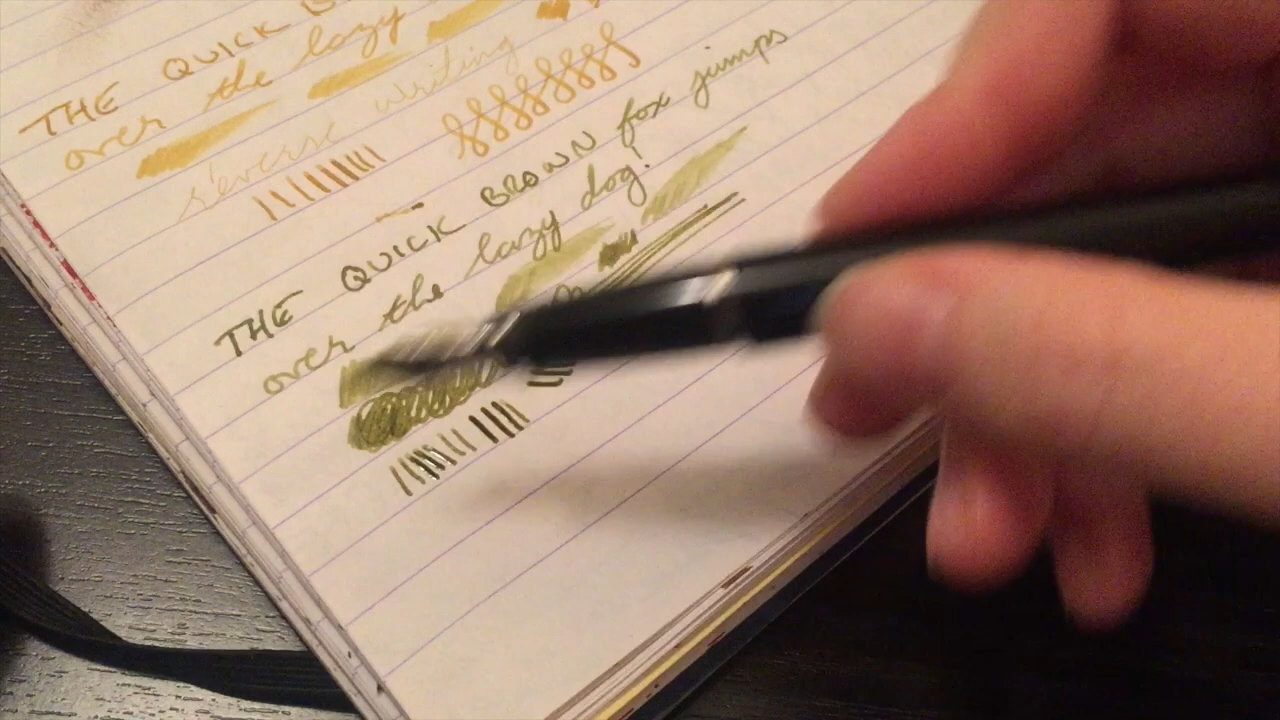 THE QUICK
over the lazy
reverse writing
THE QUICK BROWN fox jumps
over the lazy dog!